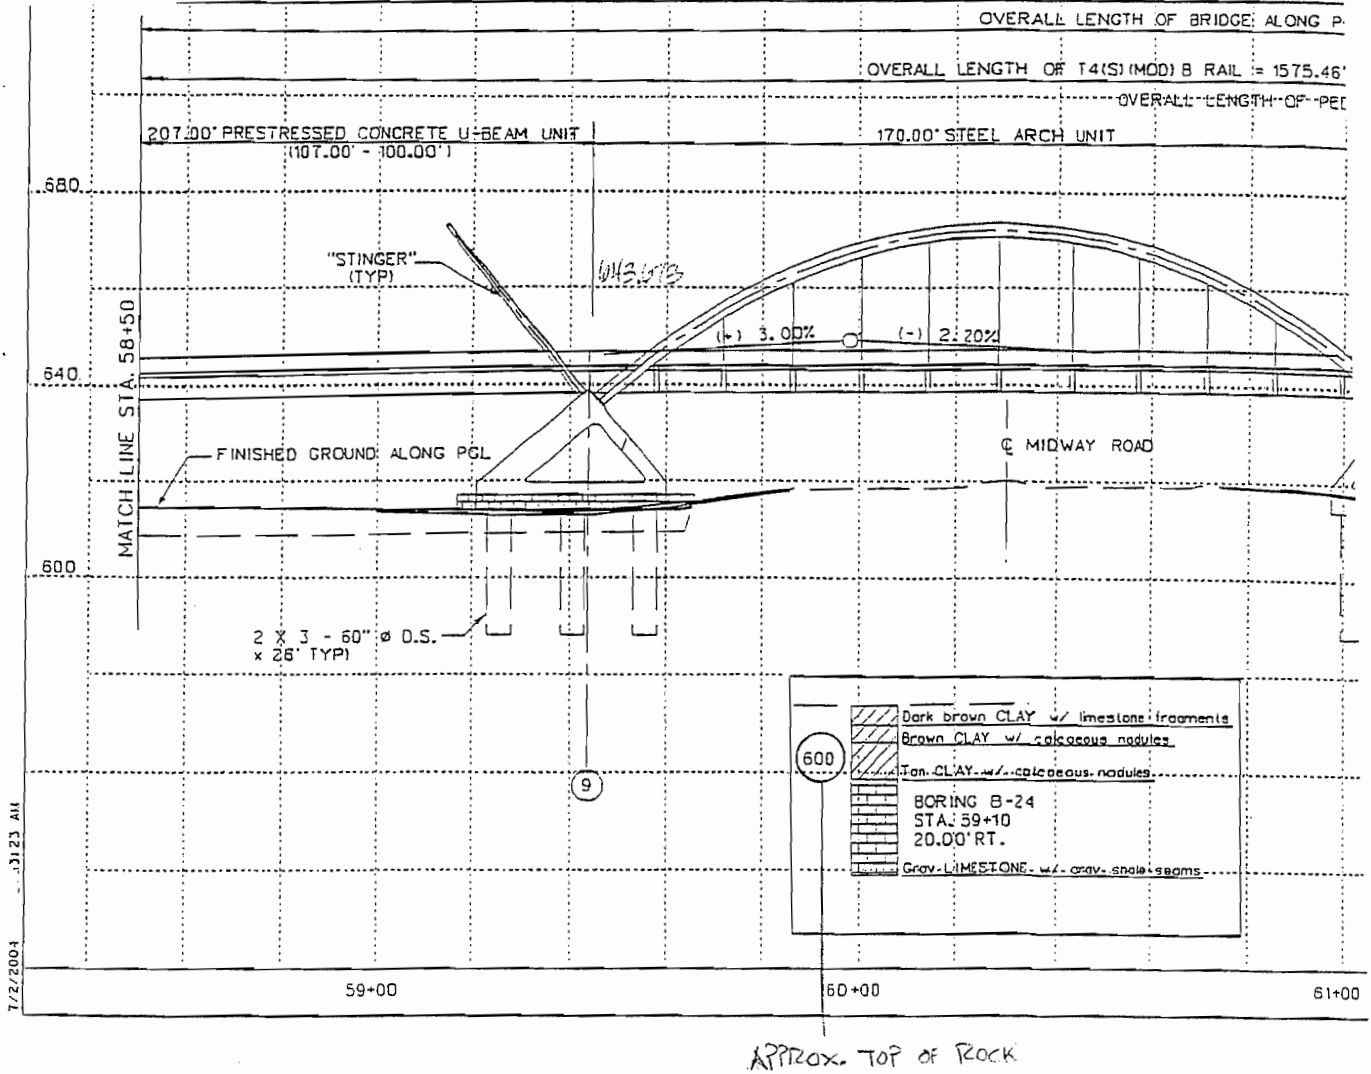 OVERALL LENGTH OF BRIDGE ALONG P
OVERALL LENGTH OF T4(S)(MOD) B RAIL = 1575.46'
OVERALL LENGTH OF PED
207.00' PRESTRESSED CONCRETE U-BEAM UNIT
(107.00' - 100.00')
170.00' STEEL ARCH UNIT
680
"STINGER"
(TYP)
(+) 3.00%
(-) 2.20%
MATCH LINE STA. 58+50
640
FINISHED GROUND ALONG PGL
℄ MIDWAY ROAD
600
2 X 3 - 60" Ø D.S.
x 26' TYP)
9
600
Dark brown CLAY w/ limestone fragments
Brown CLAY w/ calcaeous nodules
Tan CLAY w/ calcaeous nodules
BORING B-24
STA. 59+10
20.00' RT.
Gray LIMESTONE w/ gray shale seams
59+00
60+00
61+00
7/2/2004
23 AM
APPROX. TOP OF ROCK